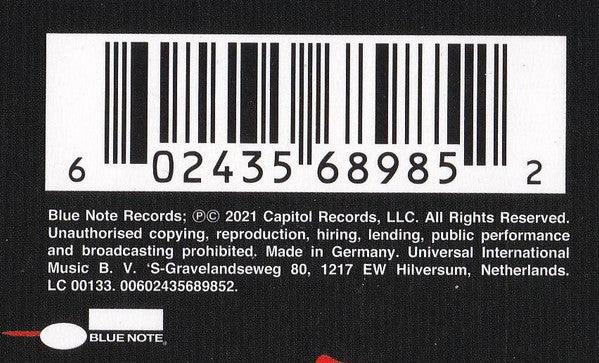 6 02435 68985 2
Blue Note Records; ℗© 2021 Capitol Records, LLC. All Rights Reserved.
Unauthorised copying, reproduction, hiring, lending, public performance
and broadcasting prohibited. Made in Germany. Universal International
Music B. V. 'S-Gravelandseweg 80, 1217 EW Hilversum, Netherlands.
LC 00133. 00602435689852.
BLUE NOTE